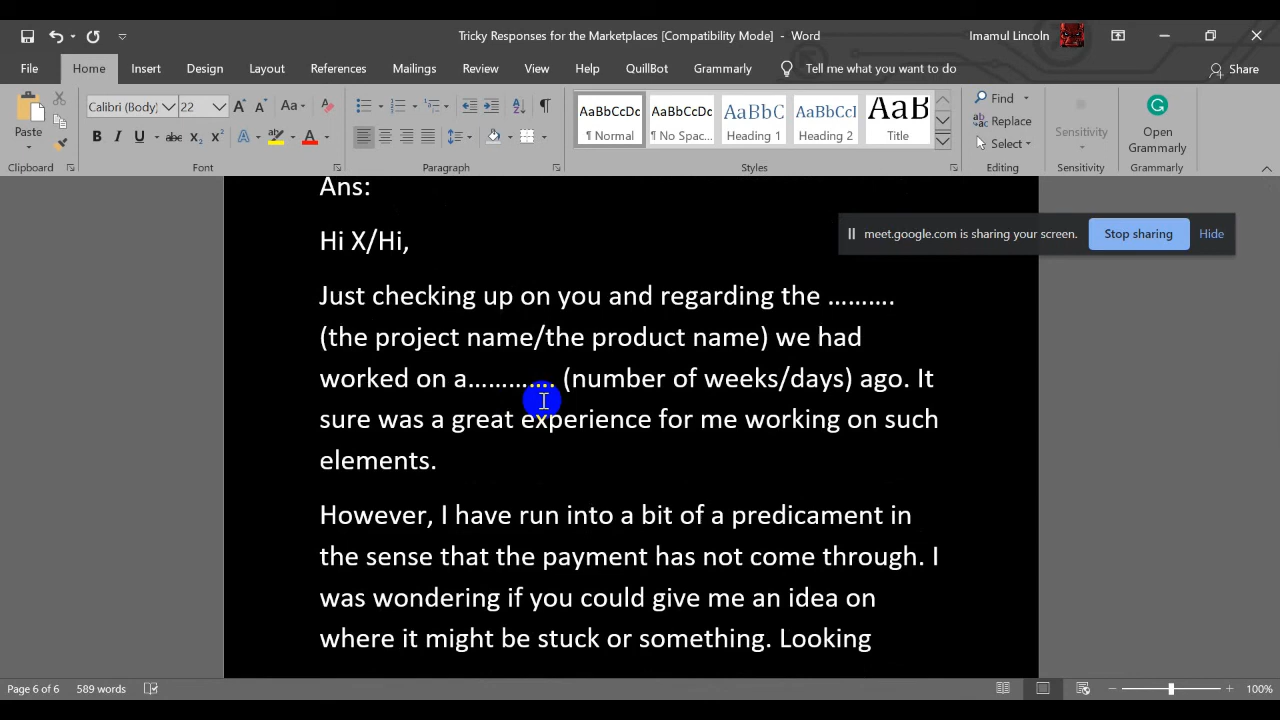 Tricky Responses for the Marketplaces [Compatibility Mode] - Word
Imamul Lincoln
File Home Insert Design Layout References Mailings Review View Help QuillBot Grammarly Tell me what you want to do Share
Paste
Calibri (Body) 22
AaBbCcDc AaBbCcDc AaBbC AaBbCcI AaB
¶ Normal ¶ No Spac... Heading 1 Heading 2 Title
Find
Replace
Select
Sensitivity
Open
Grammarly
Clipboard Font Paragraph Styles Editing Sensitivity Grammarly
Ans:
meet.google.com is sharing your screen. Stop sharing Hide
Hi X/Hi,
Just checking up on you and regarding the ……….
(the project name/the product name) we had
worked on a…………. (number of weeks/days) ago. It
sure was a great experience for me working on such
elements.
However, I have run into a bit of a predicament in
the sense that the payment has not come through. I
was wondering if you could give me an idea on
where it might be stuck or something. Looking
Page 6 of 6 589 words 100%